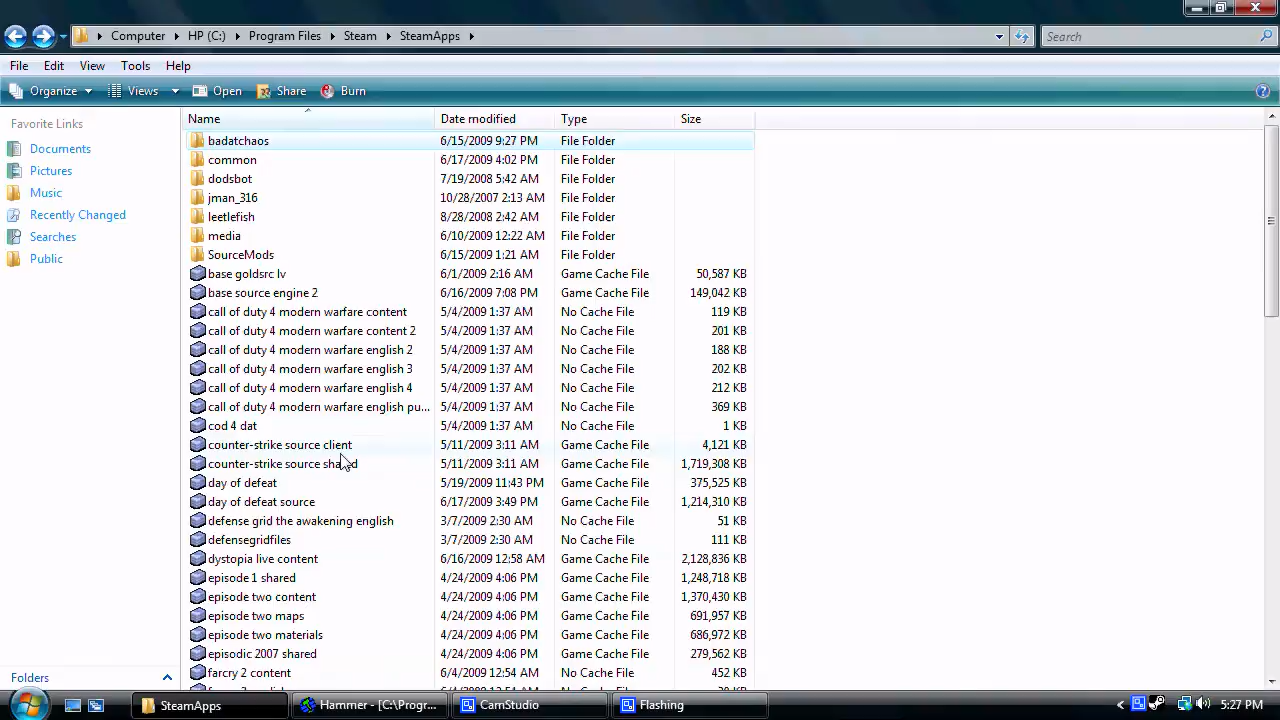 Computer HP (C:) Program Files Steam SteamApps Search
File Edit View Tools Help
Organize Views Open Share Burn
Favorite Links
Documents
Pictures
Music
Recently Changed
Searches
Public
Folders
Name Date modified Type Size
badatchaos 6/15/2009 9:27 PM File Folder
common 6/17/2009 4:02 PM File Folder
dodsbot 7/19/2008 5:42 AM File Folder
jman_316 10/28/2007 2:13 AM File Folder
leetlefish 8/28/2008 2:42 AM File Folder
media 6/10/2009 12:22 AM File Folder
SourceMods 6/15/2009 1:21 AM File Folder
base goldsrc lv 6/1/2009 2:16 AM Game Cache File 50,587 KB
base source engine 2 6/16/2009 7:08 PM Game Cache File 149,042 KB
call of duty 4 modern warfare content 5/4/2009 1:37 AM No Cache File 119 KB
call of duty 4 modern warfare content 2 5/4/2009 1:37 AM No Cache File 201 KB
call of duty 4 modern warfare english 2 5/4/2009 1:37 AM No Cache File 188 KB
call of duty 4 modern warfare english 3 5/4/2009 1:37 AM No Cache File 202 KB
call of duty 4 modern warfare english 4 5/4/2009 1:37 AM No Cache File 212 KB
call of duty 4 modern warfare english pu... 5/4/2009 1:37 AM No Cache File 369 KB
cod 4 dat 5/4/2009 1:37 AM No Cache File 1 KB
counter-strike source client 5/11/2009 3:11 AM Game Cache File 4,121 KB
counter-strike source shared 5/11/2009 3:11 AM Game Cache File 1,719,308 KB
day of defeat 5/19/2009 11:43 PM Game Cache File 375,525 KB
day of defeat source 6/17/2009 3:49 PM Game Cache File 1,214,310 KB
defense grid the awakening english 3/7/2009 2:30 AM No Cache File 51 KB
defensegridfiles 3/7/2009 2:30 AM No Cache File 111 KB
dystopia live content 6/16/2009 12:58 AM Game Cache File 2,128,836 KB
episode 1 shared 4/24/2009 4:06 PM Game Cache File 1,248,718 KB
episode two content 4/24/2009 4:06 PM Game Cache File 1,370,430 KB
episode two maps 4/24/2009 4:06 PM Game Cache File 691,957 KB
episode two materials 4/24/2009 4:06 PM Game Cache File 686,972 KB
episodic 2007 shared 4/24/2009 4:06 PM Game Cache File 279,562 KB
farcry 2 content 6/4/2009 12:54 AM No Cache File 452 KB
SteamApps Hammer - [C:\Progr... CamStudio Flashing 5:27 PM